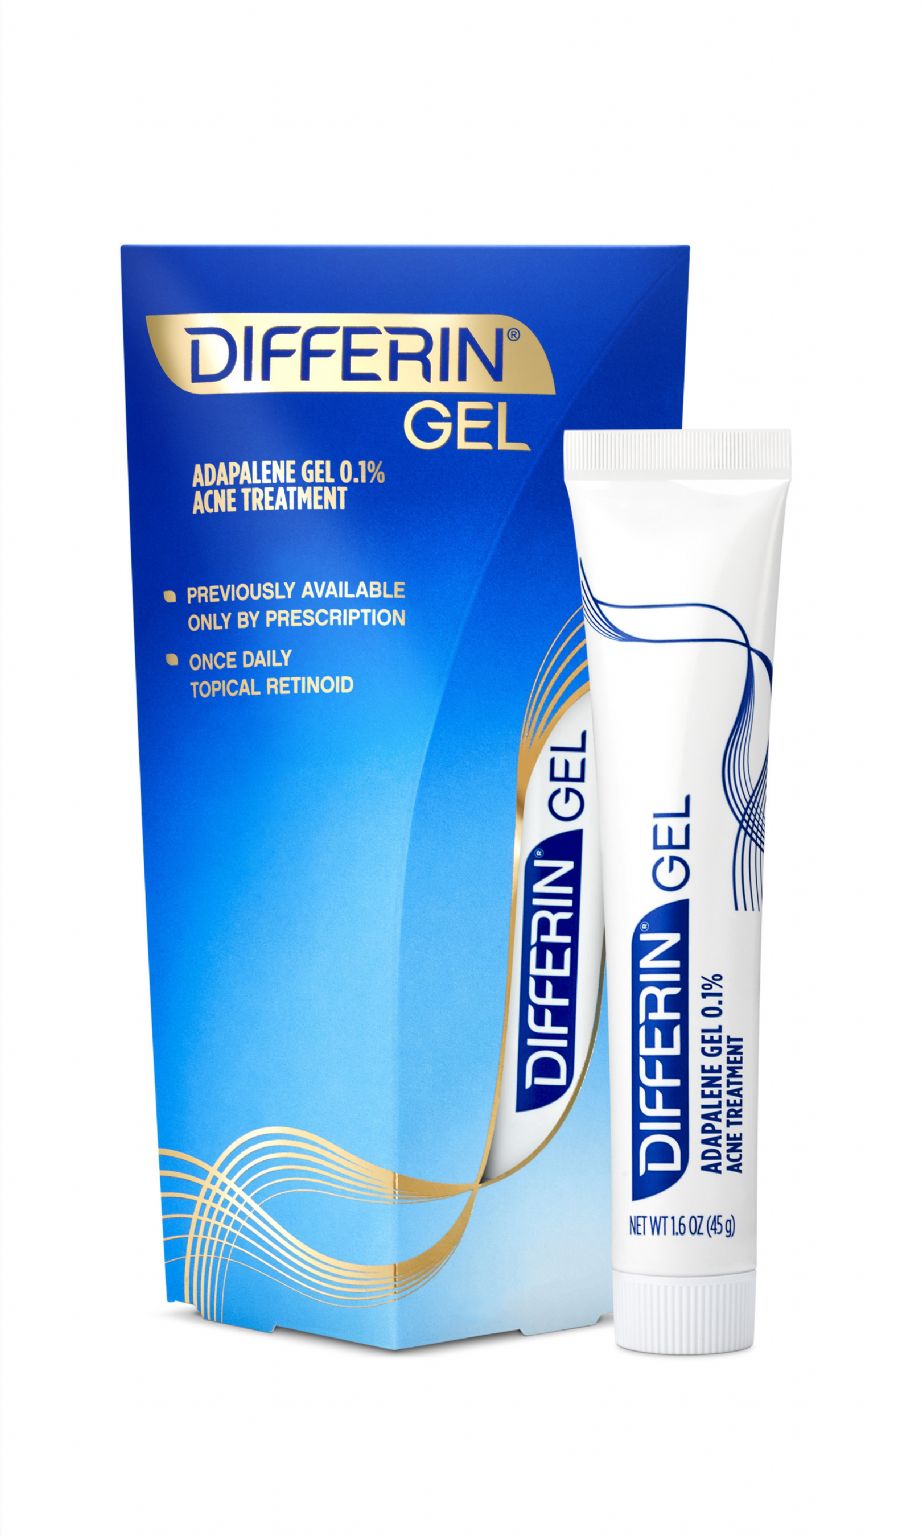 DIFFERIN®
GEL
ADAPALENE GEL 0.1%
ACNE TREATMENT
PREVIOUSLY AVAILABLE
ONLY BY PRESCRIPTION
ONCE DAILY
TOPICAL RETINOID
DIFFERIN® GEL
DIFFERIN® GEL
ADAPALENE GEL 0.1%
ACNE TREATMENT
NET WT 1.6 OZ (45 g)